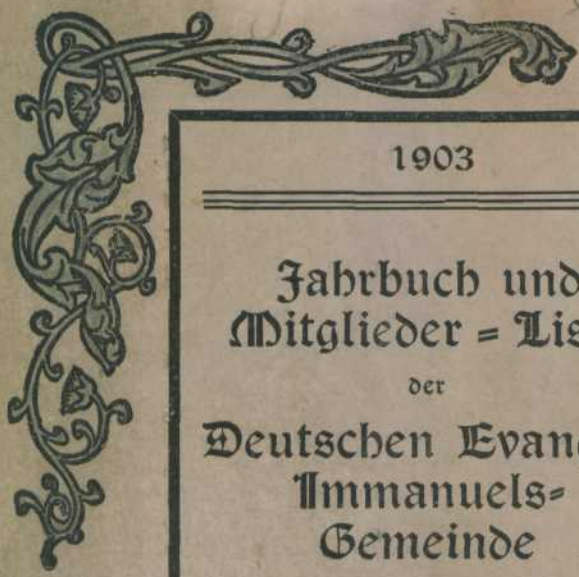 1903
Jahrbuch und
Mitglieder = Lis
der
Deutschen Evan
Immanuels=
Gemeinde